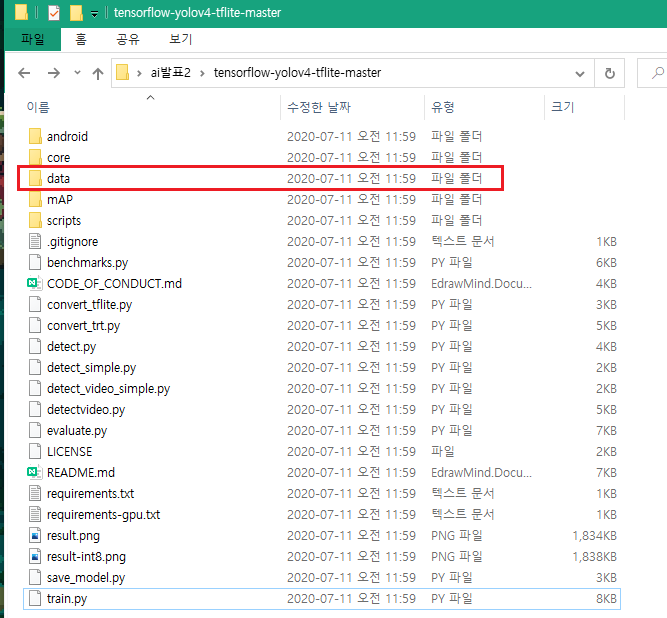 tensorflow-yolov4-tflite-master
파일 홈 공유 보기
ai발표2 › tensorflow-yolov4-tflite-master
이름 수정한 날짜 유형 크기
android 2020-07-11 오전 11:59 파일 폴더
core 2020-07-11 오전 11:59 파일 폴더
data 2020-07-11 오전 11:59 파일 폴더
mAP 2020-07-11 오전 11:59 파일 폴더
scripts 2020-07-11 오전 11:59 파일 폴더
.gitignore 2020-07-11 오전 11:59 텍스트 문서 1KB
benchmarks.py 2020-07-11 오전 11:59 PY 파일 6KB
CODE_OF_CONDUCT.md 2020-07-11 오전 11:59 EdrawMind.Docu... 4KB
convert_tflite.py 2020-07-11 오전 11:59 PY 파일 3KB
convert_trt.py 2020-07-11 오전 11:59 PY 파일 5KB
detect.py 2020-07-11 오전 11:59 PY 파일 4KB
detect_simple.py 2020-07-11 오전 11:59 PY 파일 2KB
detect_video_simple.py 2020-07-11 오전 11:59 PY 파일 2KB
detectvideo.py 2020-07-11 오전 11:59 PY 파일 5KB
evaluate.py 2020-07-11 오전 11:59 PY 파일 7KB
LICENSE 2020-07-11 오전 11:59 파일 2KB
README.md 2020-07-11 오전 11:59 EdrawMind.Docu... 7KB
requirements.txt 2020-07-11 오전 11:59 텍스트 문서 1KB
requirements-gpu.txt 2020-07-11 오전 11:59 텍스트 문서 1KB
result.png 2020-07-11 오전 11:59 PNG 파일 1,834KB
result-int8.png 2020-07-11 오전 11:59 PNG 파일 1,838KB
save_model.py 2020-07-11 오전 11:59 PY 파일 3KB
train.py 2020-07-11 오전 11:59 PY 파일 8KB